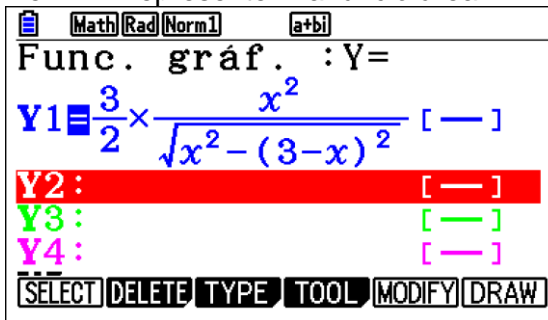 Math Rad Norm1 a+bi
Func. gráf. :Y=
Y1=3/2×x²/√(x²-(3-x)²) [—]
Y2: [—]
Y3: [—]
Y4: [—]
SELECT DELETE TYPE TOOL MODIFY DRAW